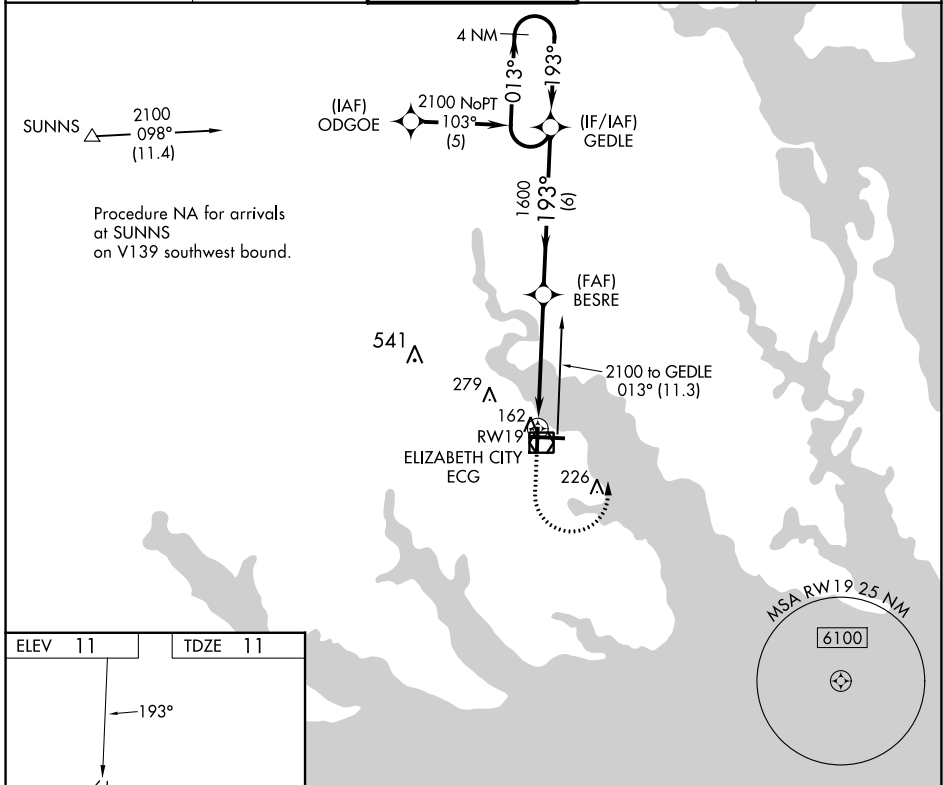 4 NM
013°
193°
(IAF)
ODGOE
2100 NoPT
103°
(5)
(IF/IAF)
GEDLE
SUNNS
2100
098°
(11.4)
1600
193°
(6)
Procedure NA for arrivals
at SUNNS
on V139 southwest bound.
(FAF)
BESRE
541
2100 to GEDLE
013° (11.3)
279
162
RW19
ELIZABETH CITY
ECG
226
MSA RW19 25 NM
6100
ELEV 11
TDZE 11
193°